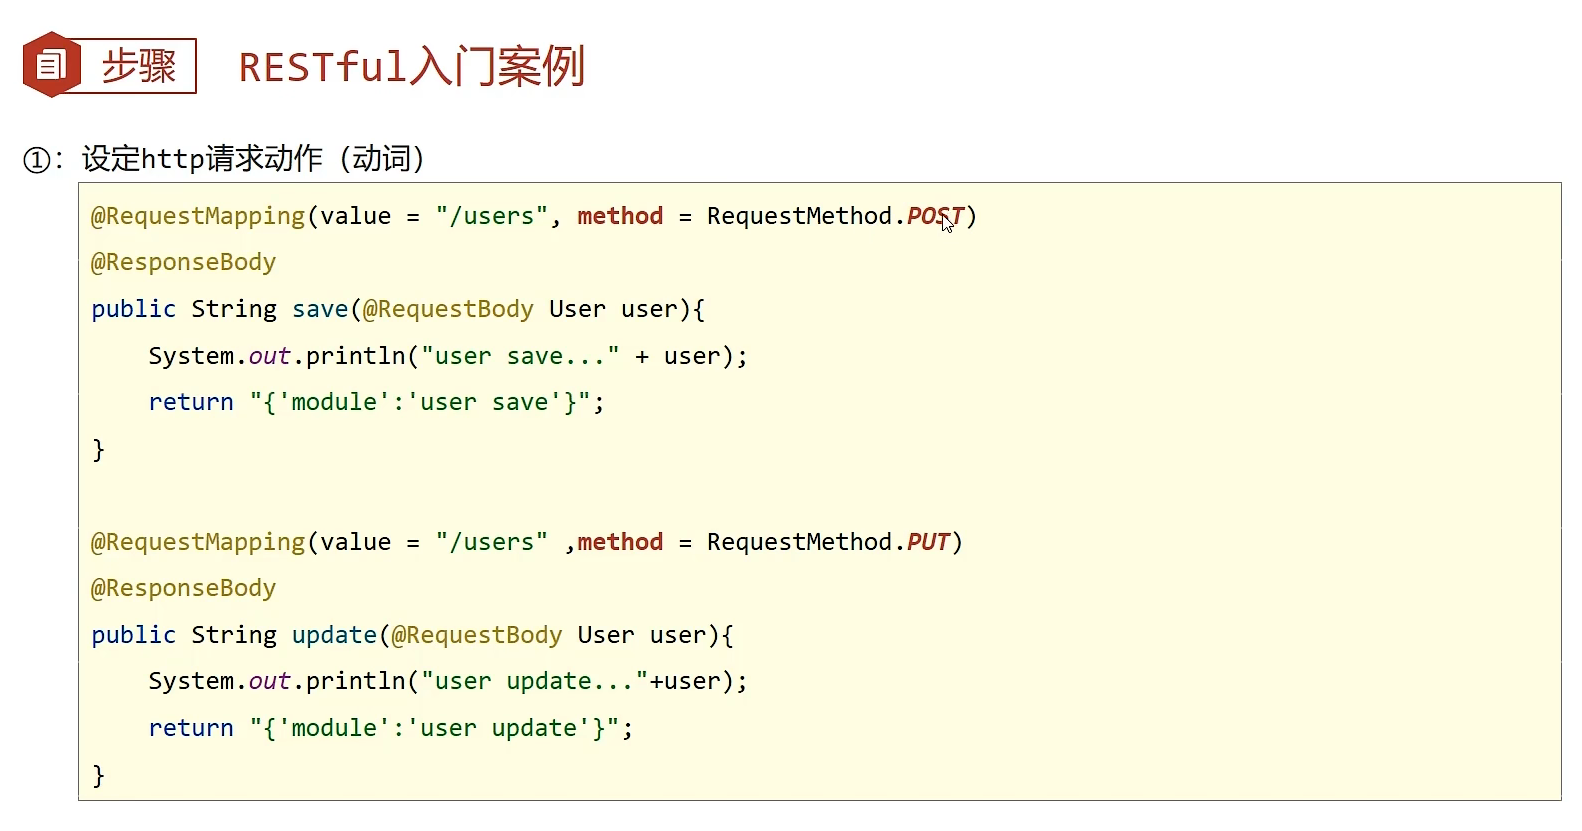 步骤 RESTful入门案例
①：设定http请求动作（动词）
@RequestMapping(value = "/users", method = RequestMethod.POST)
@ResponseBody
public String save(@RequestBody User user){
    System.out.println("user save..." + user);
    return "{'module':'user save'}";
}
@RequestMapping(value = "/users" ,method = RequestMethod.PUT)
@ResponseBody
public String update(@RequestBody User user){
    System.out.println("user update..."+user);
    return "{'module':'user update'}";
}